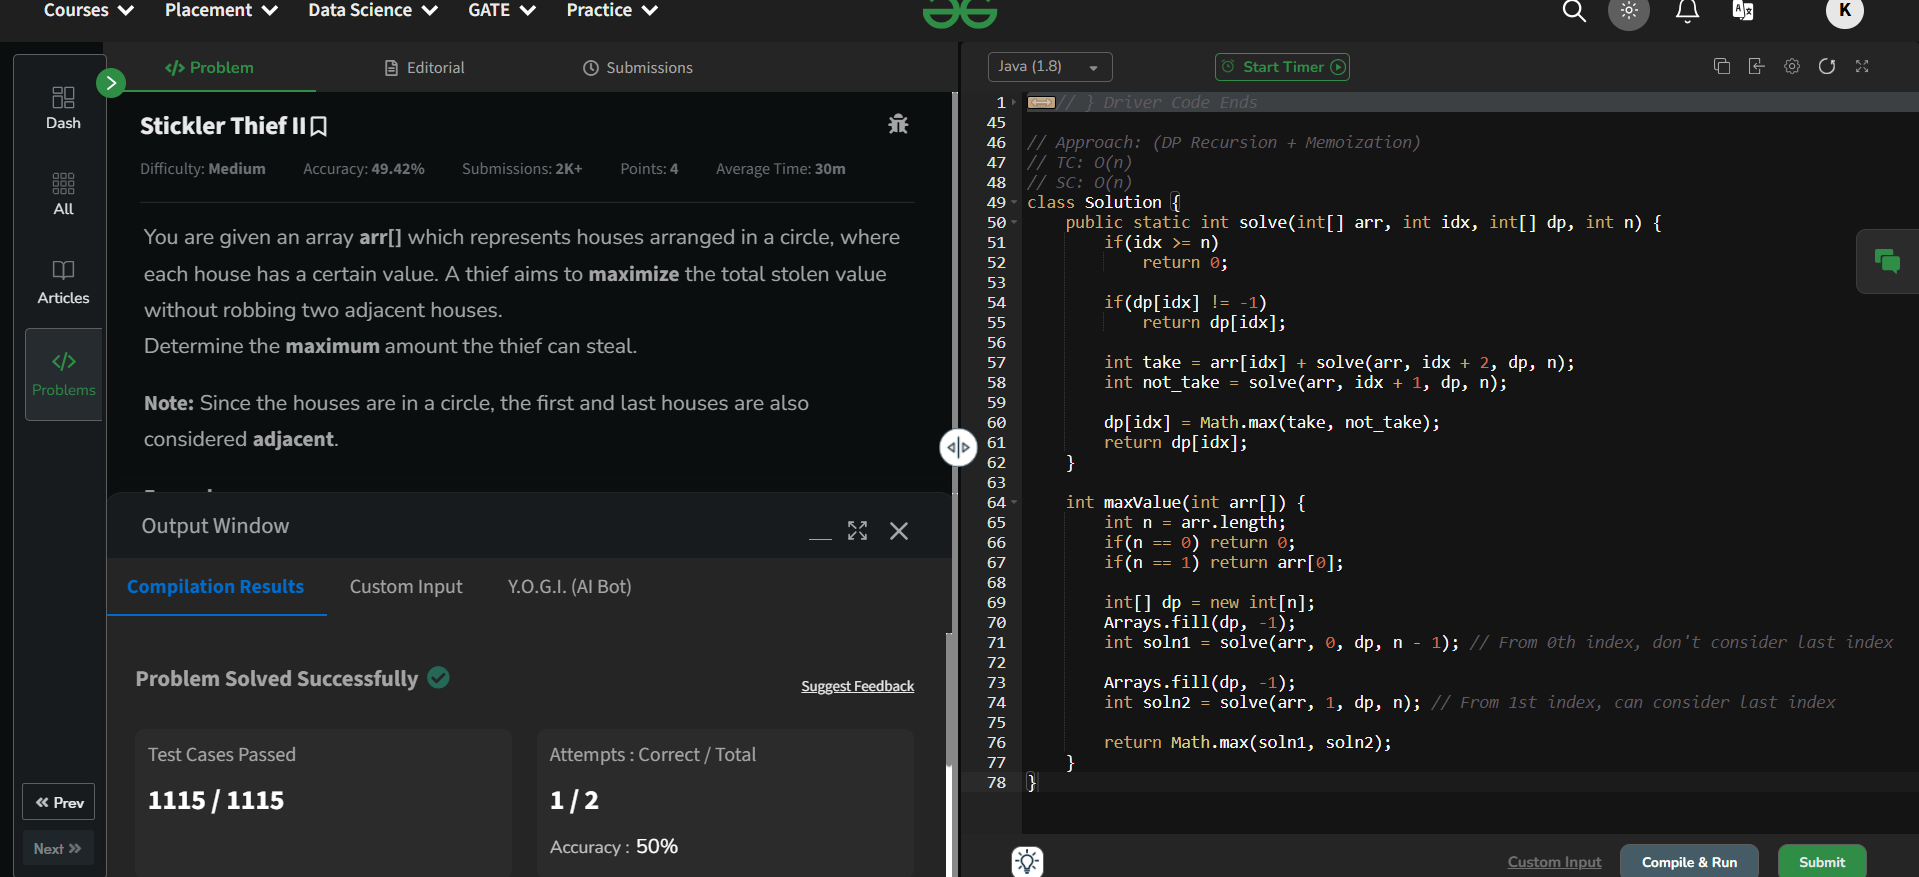 Courses Placement Data Science GATE Practice
K
Dash
All
Articles
Problems
Prev
Next
Problem Editorial Submissions
Stickler Thief II
Difficulty: Medium Accuracy: 49.42% Submissions: 2K+ Points: 4 Average Time: 30m
You are given an array arr[] which represents houses arranged in a circle, where
each house has a certain value. A thief aims to maximize the total stolen value
without robbing two adjacent houses.
Determine the maximum amount the thief can steal.
Note: Since the houses are in a circle, the first and last houses are also
considered adjacent.
Output Window
Compilation Results Custom Input Y.O.G.I. (AI Bot)
Problem Solved Successfully
Suggest Feedback
Test Cases Passed
1115 / 1115
Attempts : Correct / Total
1 / 2
Accuracy : 50%
Java (1.8) Start Timer
1 // } Driver Code Ends
45
46 // Approach: (DP Recursion + Memoization)
47 // TC: O(n)
48 // SC: O(n)
49 class Solution {
50 public static int solve(int[] arr, int idx, int[] dp, int n) {
51 if(idx >= n)
52 return 0;
53
54 if(dp[idx] != -1)
55 return dp[idx];
56
57 int take = arr[idx] + solve(arr, idx + 2, dp, n);
58 int not_take = solve(arr, idx + 1, dp, n);
59
60 dp[idx] = Math.max(take, not_take);
61 return dp[idx];
62 }
63
64 int maxValue(int arr[]) {
65 int n = arr.length;
66 if(n == 0) return 0;
67 if(n == 1) return arr[0];
68
69 int[] dp = new int[n];
70 Arrays.fill(dp, -1);
71 int soln1 = solve(arr, 0, dp, n - 1); // From 0th index, don't consider last index
72
73 Arrays.fill(dp, -1);
74 int soln2 = solve(arr, 1, dp, n); // From 1st index, can consider last index
75
76 return Math.max(soln1, soln2);
77 }
78 }
Custom Input Compile & Run Submit